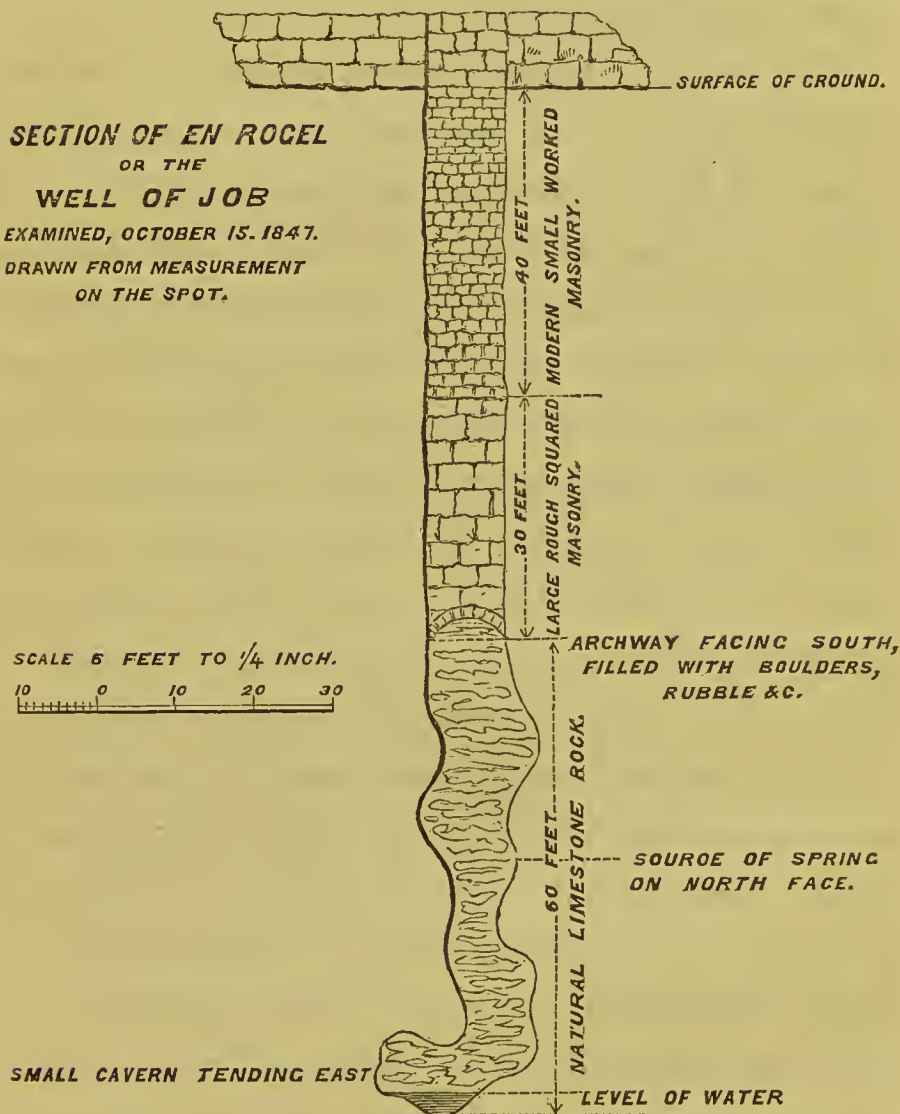 SURFACE OF GROUND.
SECTION OF EN ROGEL
OR THE
WELL OF JOB
EXAMINED, OCTOBER 15. 1847.
DRAWN FROM MEASUREMENT
ON THE SPOT.
40 FEET
MODERN SMALL WORKED
MASONRY.
30 FEET
LARGE ROUGH SQUARED
MASONRY.
SCALE 6 FEET TO 1/4 INCH.
10 0 10 20 30
ARCHWAY FACING SOUTH,
FILLED WITH BOULDERS,
RUBBLE &C.
60 FEET
NATURAL LIMESTONE ROCK.
SOURCE OF SPRING
ON NORTH FACE.
SMALL CAVERN TENDING EAST
LEVEL OF WATER